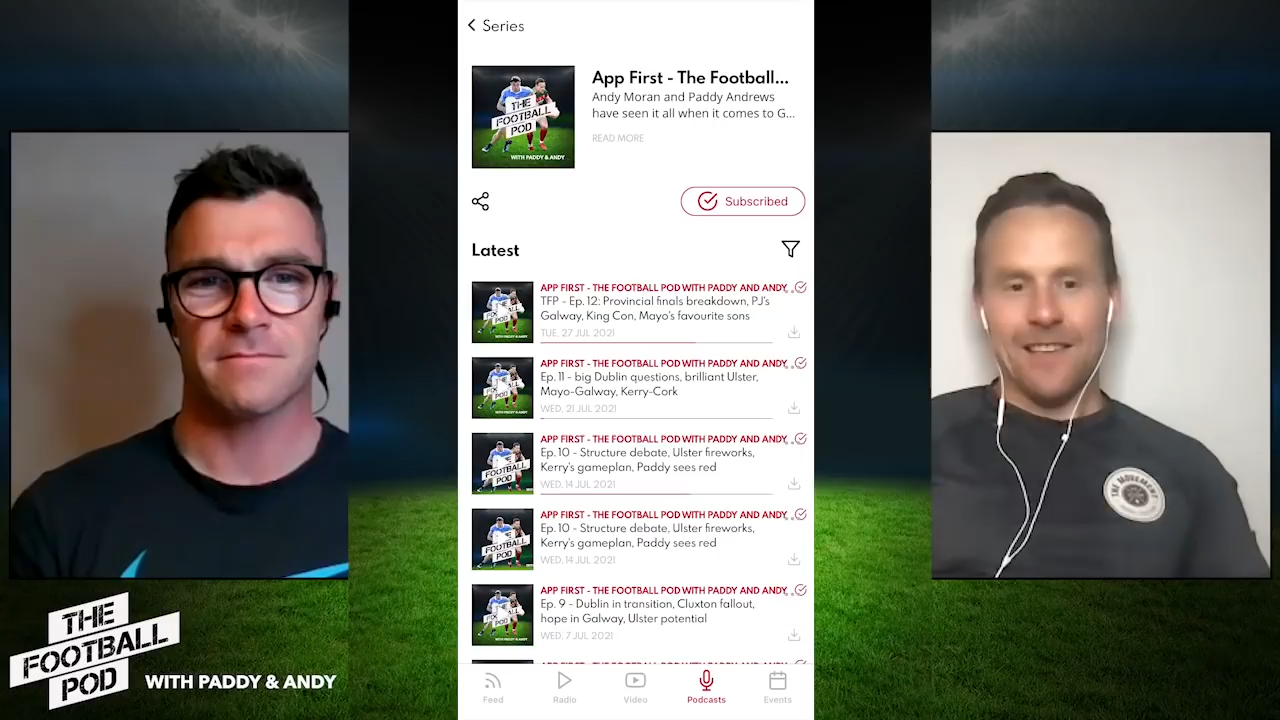 Series
THE
FOOTBALL
POD
WITH PADDY & ANDY
App First - The Football...
Andy Moran and Paddy Andrews
have seen it all when it comes to G...
READ MORE
Subscribed
Latest
APP FIRST - THE FOOTBALL POD WITH PADDY AND ANDY...
TFP - Ep. 12: Provincial finals breakdown, PJ's
Galway, King Con, Mayo's favourite sons
TUE, 27 JUL 2021
APP FIRST - THE FOOTBALL POD WITH PADDY AND ANDY...
Ep. 11 - big Dublin questions, brilliant Ulster,
Mayo-Galway, Kerry-Cork
WED, 21 JUL 2021
APP FIRST - THE FOOTBALL POD WITH PADDY AND ANDY...
Ep. 10 - Structure debate, Ulster fireworks,
Kerry's gameplan, Paddy sees red
WED, 14 JUL 2021
APP FIRST - THE FOOTBALL POD WITH PADDY AND ANDY...
Ep. 10 - Structure debate, Ulster fireworks,
Kerry's gameplan, Paddy sees red
WED, 14 JUL 2021
APP FIRST - THE FOOTBALL POD WITH PADDY AND ANDY...
Ep. 9 - Dublin in transition, Cluxton fallout,
hope in Galway, Ulster potential
WED, 7 JUL 2021
Feed
Radio
Video
Podcasts
Events
THE MOVEMENT
THE
FOOTBALL
POD
WITH PADDY & ANDY